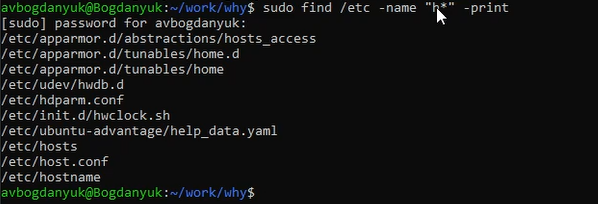 avbogdanyuk@Bogdanyuk:~/work/why$ sudo find /etc -name "h*" -print
[sudo] password for avbogdanyuk:
/etc/apparmor.d/abstractions/hosts_access
/etc/apparmor.d/tunables/home.d
/etc/apparmor.d/tunables/home
/etc/udev/hwdb.d
/etc/hdparm.conf
/etc/init.d/hwclock.sh
/etc/ubuntu-advantage/help_data.yaml
/etc/hosts
/etc/host.conf
/etc/hostname
avbogdanyuk@Bogdanyuk:~/work/why$